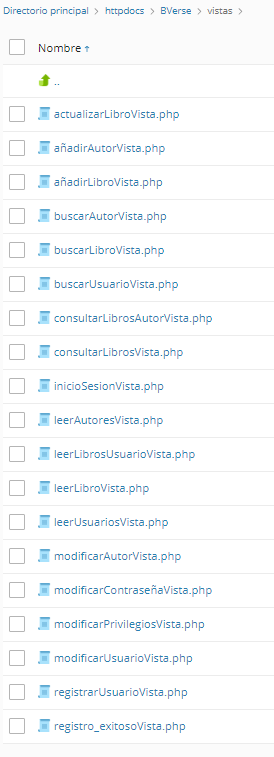 Directorio principal > httpdocs > BVerse > vistas >
Nombre ↑
..
actualizarLibroVista.php
añadirAutorVista.php
añadirLibroVista.php
buscarAutorVista.php
buscarLibroVista.php
buscarUsuarioVista.php
consultarLibrosAutorVista.php
consultarLibrosVista.php
inicioSesionVista.php
leerAutoresVista.php
leerLibrosUsuarioVista.php
leerLibroVista.php
leerUsuariosVista.php
modificarAutorVista.php
modificarContraseñaVista.php
modificarPrivilegiosVista.php
modificarUsuarioVista.php
registrarUsuarioVista.php
registro_exitosoVista.php